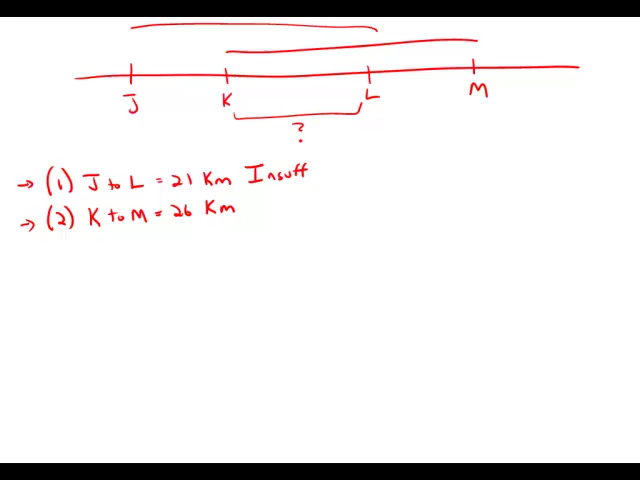 J K L M
?
→ (1) J to L = 21 Km Insuff
→ (2) K to M = 26 Km